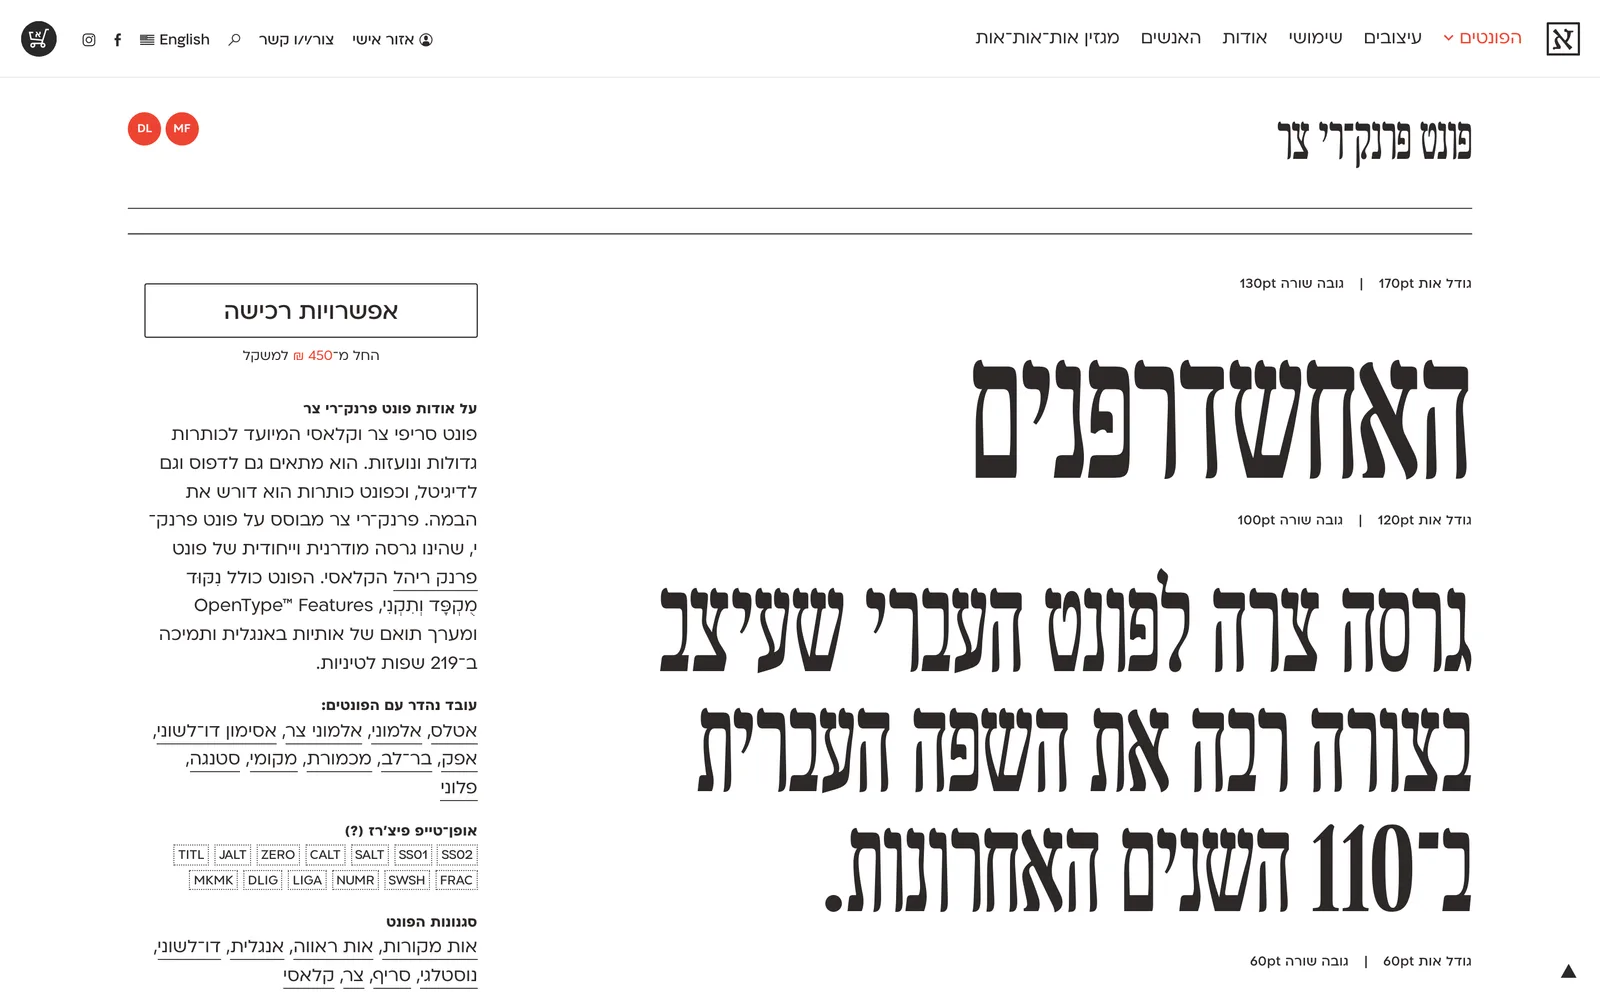 הפונטים
עיצובים
שימושי
אודות
האנשים
מגזין אות־אות־אות
אזור אישי
צור/י/ו קשר
English
פונט פרנק־רי צר
MF
DL
גודל אות 170pt | גובה שורה 130pt
האחשדרפנים
גודל אות 120pt | גובה שורה 100pt
גרסה צרה לפונט העברי שעיצב
בצורה רבה את השפה העברית
ב־110 השנים האחרונות.
גודל אות 60pt | גובה שורה 60pt
אפשרויות רכישה
החל מ־450 ₪ למשקל
על אודות פונט פרנק־רי צר
פונט סריפי צר וקלאסי המיועד לכותרות
גדולות ונועזות. הוא מתאים גם לדפוס וגם
לדיגיטל, וכפונט כותרות הוא דורש את
הבמה. פרנק־רי צר מבוסס על פונט פרנק־
י, שהינו גרסה מודרנית וייחודית של פונט
פרנק ריהל הקלאסי. הפונט כולל נִקּוּד
מֻקְפָּד וְתִקְנִי, OpenType™ Features
ומערך תואם של אותיות באנגלית ותמיכה
ב־219 שפות לטיניות.
עובד נהדר עם הפונטים:
אטלס, אלמוני, אלמוני צר, אסימון דו־לשוני,
אפק, בר־לב, מכמורת, מקומי, סטנגה,
פלוני
אופן־טייפ פיצ׳רז (?)
SS02 SS01 SALT CALT ZERO JALT TITL
FRAC SWSH NUMR LIGA DLIG MKMK
סגנונות הפונט
אות מקורות, אות ראווה, אנגלית, דו־לשוני,
נוסטלגי, סריף, צר, קלאסי